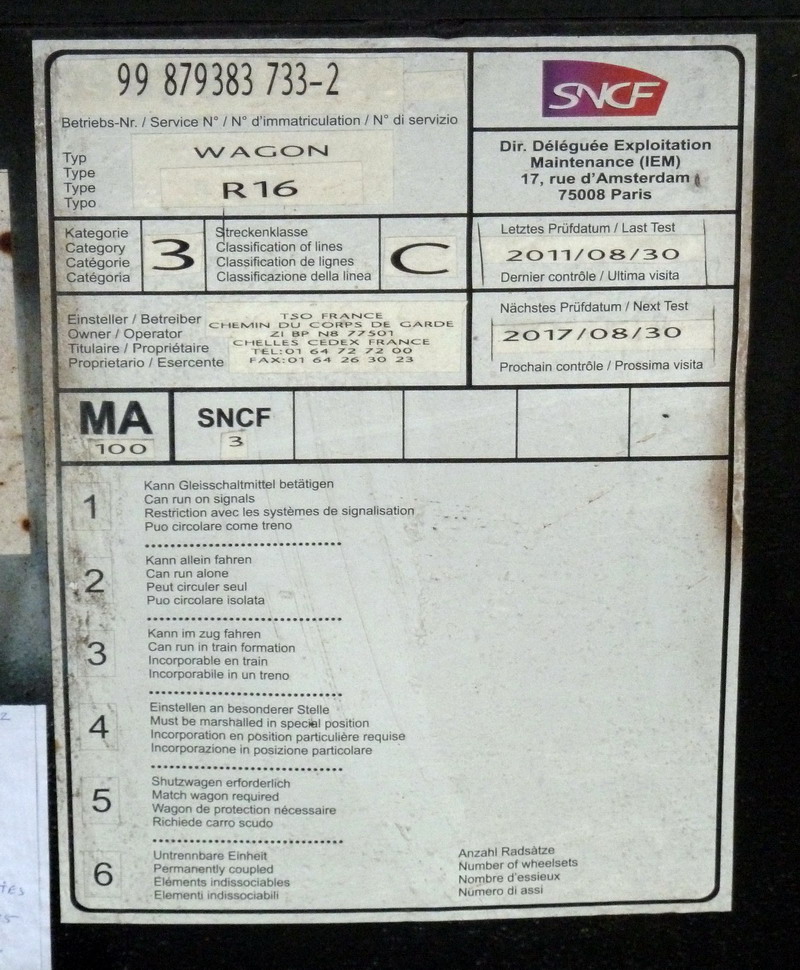 99 879383 733-2
Betriebs-Nr. / Service N° / N° d'immatriculation / N° di servizio
Typ
Type
Type
Typo
WAGON
R16
SNCF
Dir. Déléguée Exploitation
Maintenance (IEM)
17, rue d'Amsterdam
75008 Paris
Kategorie
Category
Catégorie
Catégoria
3
Streckenklasse
Classification of lines
Classification de lignes
Classificazione della linea
C
Letztes Prüfdatum / Last Test
2011/08/30
Dernier contrôle / Ultima visita
Einsteller / Betreiber
Owner / Operator
Titulaire / Propriétaire
Proprietario / Esercente
TSO FRANCE
CHEMIN DU CORPS DE GARDE
ZI BP N8 77501
CHELLES CEDEX FRANCE
TEL:01 64 72 72 00
FAX:01 64 26 30 23
Nächstes Prüfdatum / Next Test
2017/08/30
Prochain contrôle / Prossima visita
MA
100
SNCF
3
1
Kann Gleisschaltmittel betätigen
Can run on signals
Restriction avec les systèmes de signalisation
Puo circolare come treno
2
Kann allein fahren
Can run alone
Peut circuler seul
Puo circolare isolata
3
Kann im zug fahren
Can run in train formation
Incorporable en train
Incorporabile in un treno
4
Einstellen an besonderer Stelle
Must be marshalled in special position
Incorporation en position particulière requise
Incorporazione in posizione particolare
5
Shutzwagen erforderlich
Match wagon required
Wagon de protection nécessaire
Richiede carro scudo
6
Untrennbare Einheit
Permanently coupled
Eléments indissociables
Elementi indissociabili
Anzahl Radsätze
Number of wheelsets
Nombre d'essieux
Numero di assi